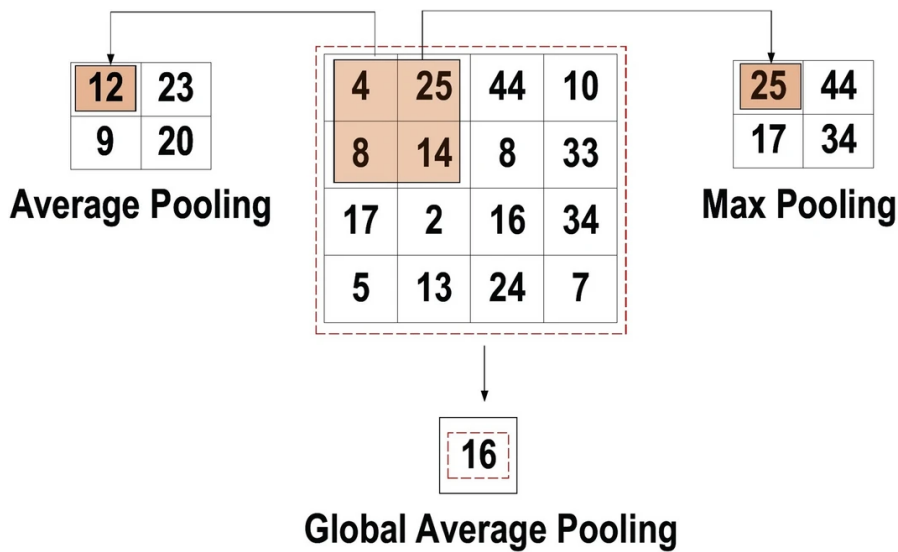 12 23
9 20
Average Pooling
4 25 44 10
8 14 8 33
17 2 16 34
5 13 24 7
25 44
17 34
Max Pooling
16
Global Average Pooling